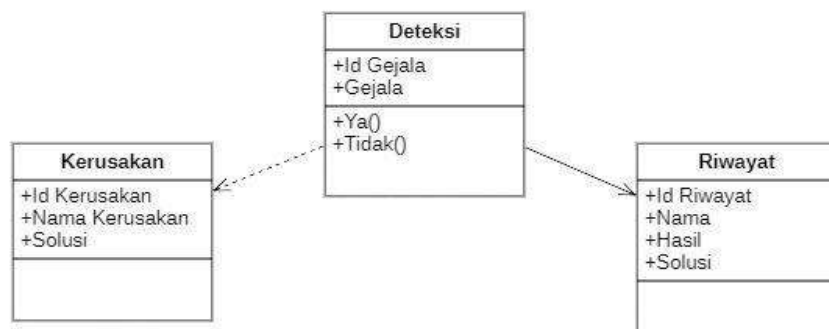 Deteksi
+Id Gejala
+Gejala
+Ya()
+Tidak()
Kerusakan
+Id Kerusakan
+Nama Kerusakan
+Solusi
Riwayat
+Id Riwayat
+Nama
+Hasil
+Solusi